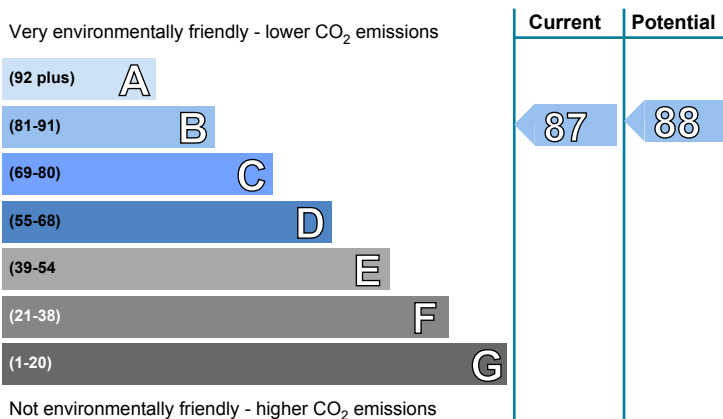 Current Potential
Very environmentally friendly - lower CO2 emissions
(92 plus) A
(81-91) B 87 88
(69-80) C
(55-68) D
(39-54 E
(21-38) F
(1-20) G
Not environmentally friendly - higher CO2 emissions